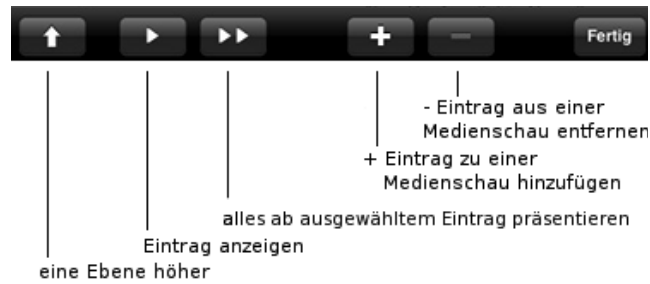 Fertig
- Eintrag aus einer
Medienschau entfernen
+ Eintrag zu einer
Medienschau hinzufügen
alles ab ausgewähltem Eintrag präsentieren
Eintrag anzeigen
eine Ebene höher